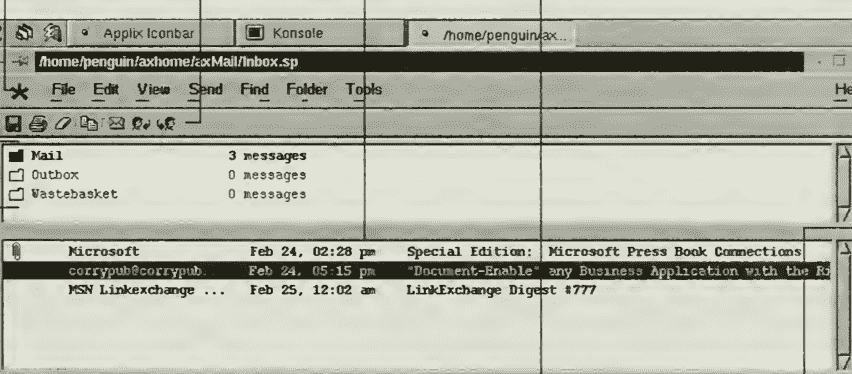 Applix Iconbar Konsole /home/penguin/ax...
/home/penguin/axhome/axMail/Inbox.sp
File Edit View Send Find Folder Tools He
Mail 3 messages
Outbox 0 messages
Wastebasket 0 messages
Microsoft Feb 24, 02:28 pm Special Edition: Microsoft Press Book Connections
corrypub@corrypub.. Feb 24, 05:15 pm "Document-Enable" any Business Application with the Ri
MSN Linkexchange ... Feb 25, 12:02 am LinkExchange Digest #777